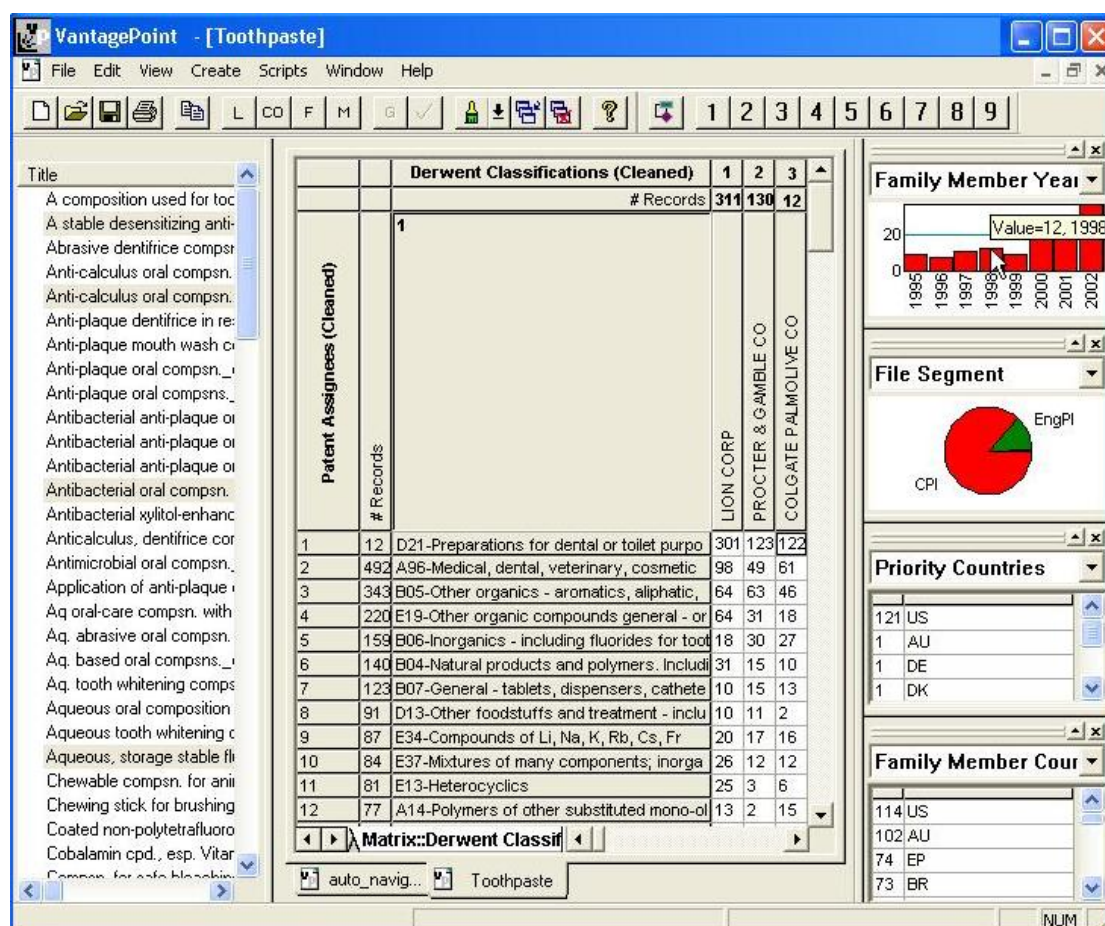 VantagePoint - [Toothpaste]
File Edit View Create Scripts Window Help
L CO F M G 1 2 3 4 5 6 7 8 9
Title
A composition used for too
A stable desensitizing anti-
Abrasive dentifrice compsr
Anti-calculus oral compsn.
Anti-calculus oral compsn.
Anti-plaque dentifrice in re
Anti-plaque mouth wash c
Anti-plaque oral compsn._
Anti-plaque oral compsns._
Antibacterial anti-plaque or
Antibacterial anti-plaque or
Antibacterial anti-plaque or
Antibacterial oral compsn.
Antibacterial xylitol-enhanc
Anticalculus, dentifrice cor
Antimicrobial oral compsn._
Application of anti-plaque
Aq oral-care compsn. with
Aq. abrasive oral compsn.
Aq. based oral compsns._
Aq. tooth whitening comps
Aqueous oral composition
Aqueous tooth whitening c
Aqueous, storage stable flu
Chewable compsn. for anir
Chewing stick for brushing
Coated non-polytetrafluoro
Cobalamin cpd., esp. Vitar
Derwent Classifications (Cleaned) 1 2 3
# Records 311 130 12
1
Patent Assignees (Cleaned)
# Records
LION CORP
PROCTER & GAMBLE CO
COLGATE PALMOLIVE CO
1 12 D21-Preparations for dental or toilet purpo 301 123 122
2 492 A96-Medical, dental, veterinary, cosmetic 98 49 61
3 343 B05-Other organics - aromatics, aliphatic, 64 63 46
4 220 E19-Other organic compounds general - or 64 31 18
5 159 B06-Inorganics - including fluorides for toot 18 30 27
6 140 B04-Natural products and polymers. Includi 31 15 10
7 123 B07-General - tablets, dispensers, cathete 10 15 13
8 91 D13-Other foodstuffs and treatment - inclu 10 11 2
9 87 E34-Compounds of Li, Na, K, Rb, Cs, Fr 20 17 16
10 84 E37-Mixtures of many components; inorga 26 12 12
11 81 E13-Heterocyclics 25 3 6
12 77 A14-Polymers of other substituted mono-ol 13 2 15
Matrix::Derwent Classif
auto_navig... Toothpaste
Family Member Year
Value=12, 1998
20
0
1995 1996 1997 1998 1999 2000 2001 2002
File Segment
EngPI
CPI
Priority Countries
121 US
1 AU
1 DE
1 DK
Family Member Cour
114 US
102 AU
74 EP
73 BR
NUM